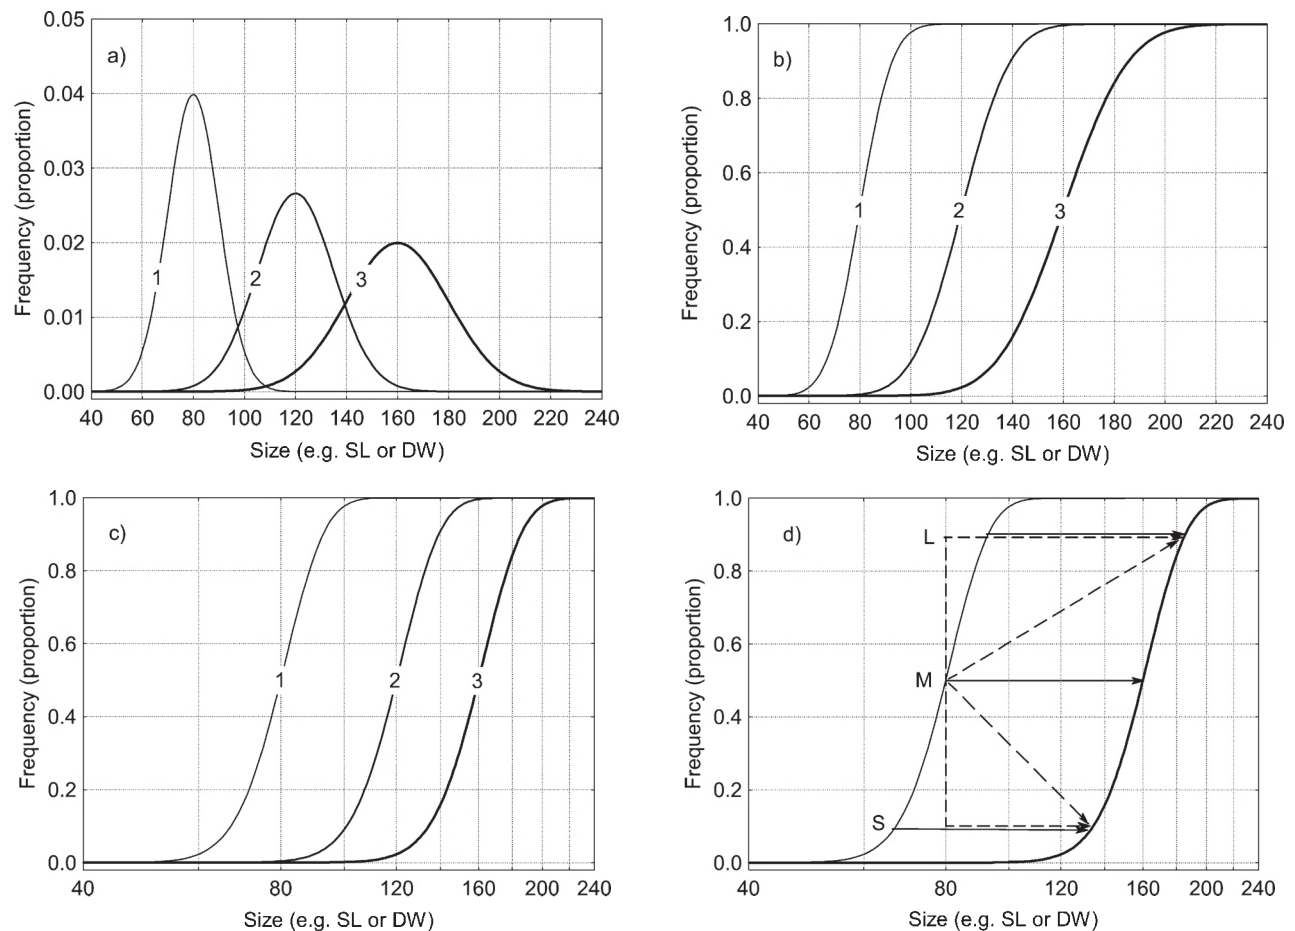 a)
Frequency (proportion)
0.05
0.04
0.03
0.02
0.01
0.00
1
2
3
40 60 80 100 120 140 160 180 200 220 240
Size (e.g. SL or DW)
b)
Frequency (proportion)
1.0
0.8
0.6
0.4
0.2
0.0
1
2
3
40 60 80 100 120 140 160 180 200 220 240
Size (e.g. SL or DW)
c)
Frequency (proportion)
1.0
0.8
0.6
0.4
0.2
0.0
1
2
3
40 80 120 160 200 240
Size (e.g. SL or DW)
d)
Frequency (proportion)
1.0
0.8
0.6
0.4
0.2
0.0
L
M
S
40 80 120 160 200 240
Size (e.g. SL or DW)